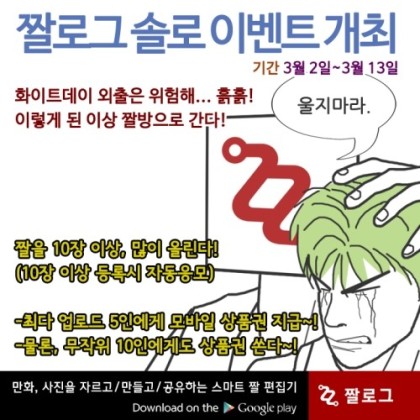 짤로그 솔로 이벤트 개최
기간 3월 2일~3월 13일
화이트데이 외출은 위험해... 흙흙!
이렇게 된 이상 짤방으로 간다!
울지마라.
짤을 10장 이상, 많이 올린다!
(10장 이상 등록시 자동응모)
-최다 업로드 5인에게 모바일 상품권 지급~!
-물론, 무작위 10인에게도 상품권 쏜다~!
만화, 사진을 자르고/만들고/공유하는 스마트 짤 편집기
Download on the Google play
짤로그